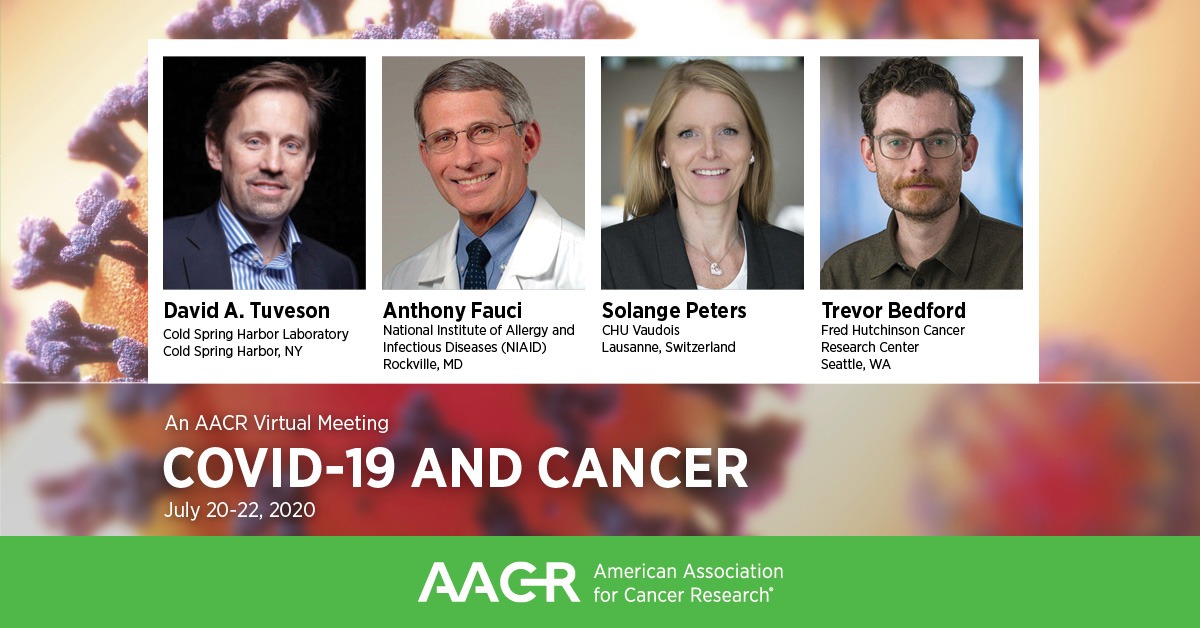 David A. Tuveson
Cold Spring Harbor Laboratory
Cold Spring Harbor, NY
Anthony Fauci
National Institute of Allergy and
Infectious Diseases (NIAID)
Rockville, MD
Solange Peters
CHU Vaudois
Lausanne, Switzerland
Trevor Bedford
Fred Hutchinson Cancer
Research Center
Seattle, WA
An AACR Virtual Meeting
COVID-19 AND CANCER
July 20-22, 2020
AACR
American Association
for Cancer Research®